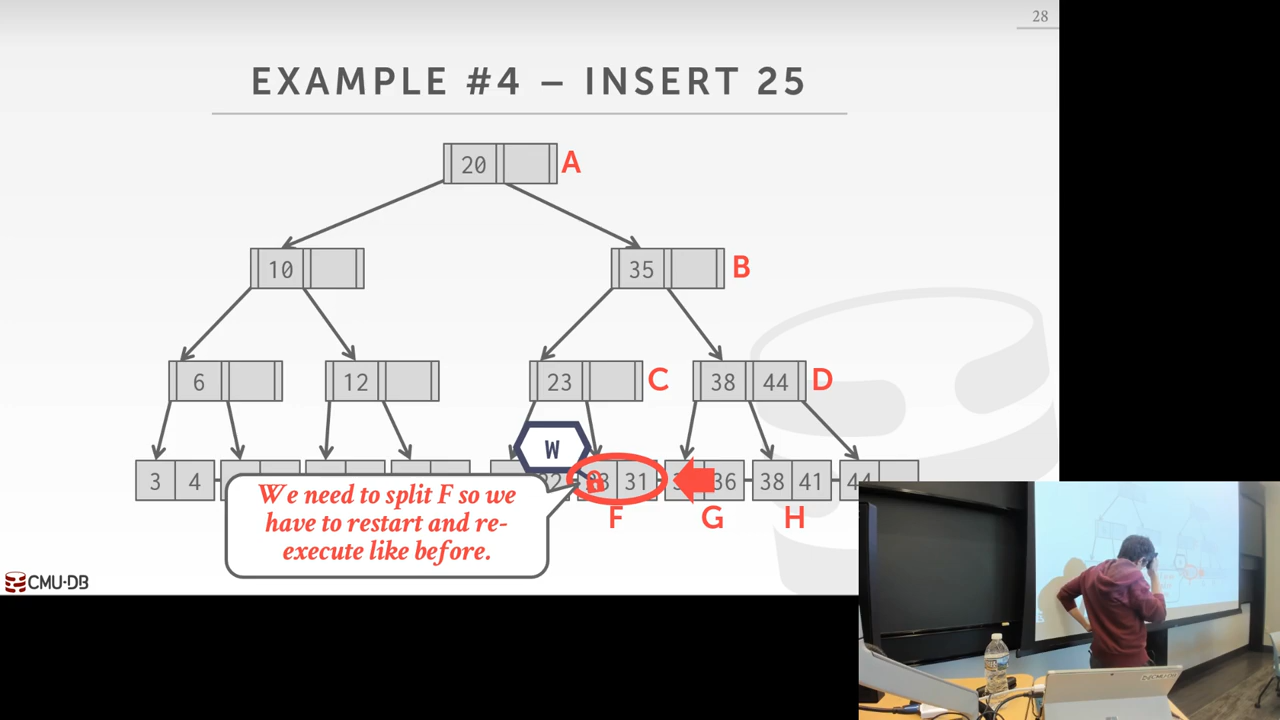 28
EXAMPLE #4 – INSERT 25
20 A
10
35 B
6
12
23 C
38 44 D
W
3 4
31
36
38 41
44
F
G
H
We need to split F so we
have to restart and re-
execute like before.
CMU·DB